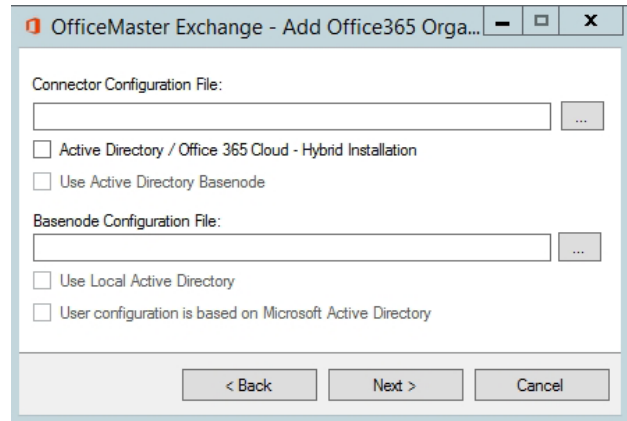 OfficeMaster Exchange - Add Office365 Orga...
Connector Configuration File:
...
Active Directory / Office 365 Cloud - Hybrid Installation
Use Active Directory Basenode
Basenode Configuration File:
...
Use Local Active Directory
User configuration is based on Microsoft Active Directory
< Back Next > Cancel